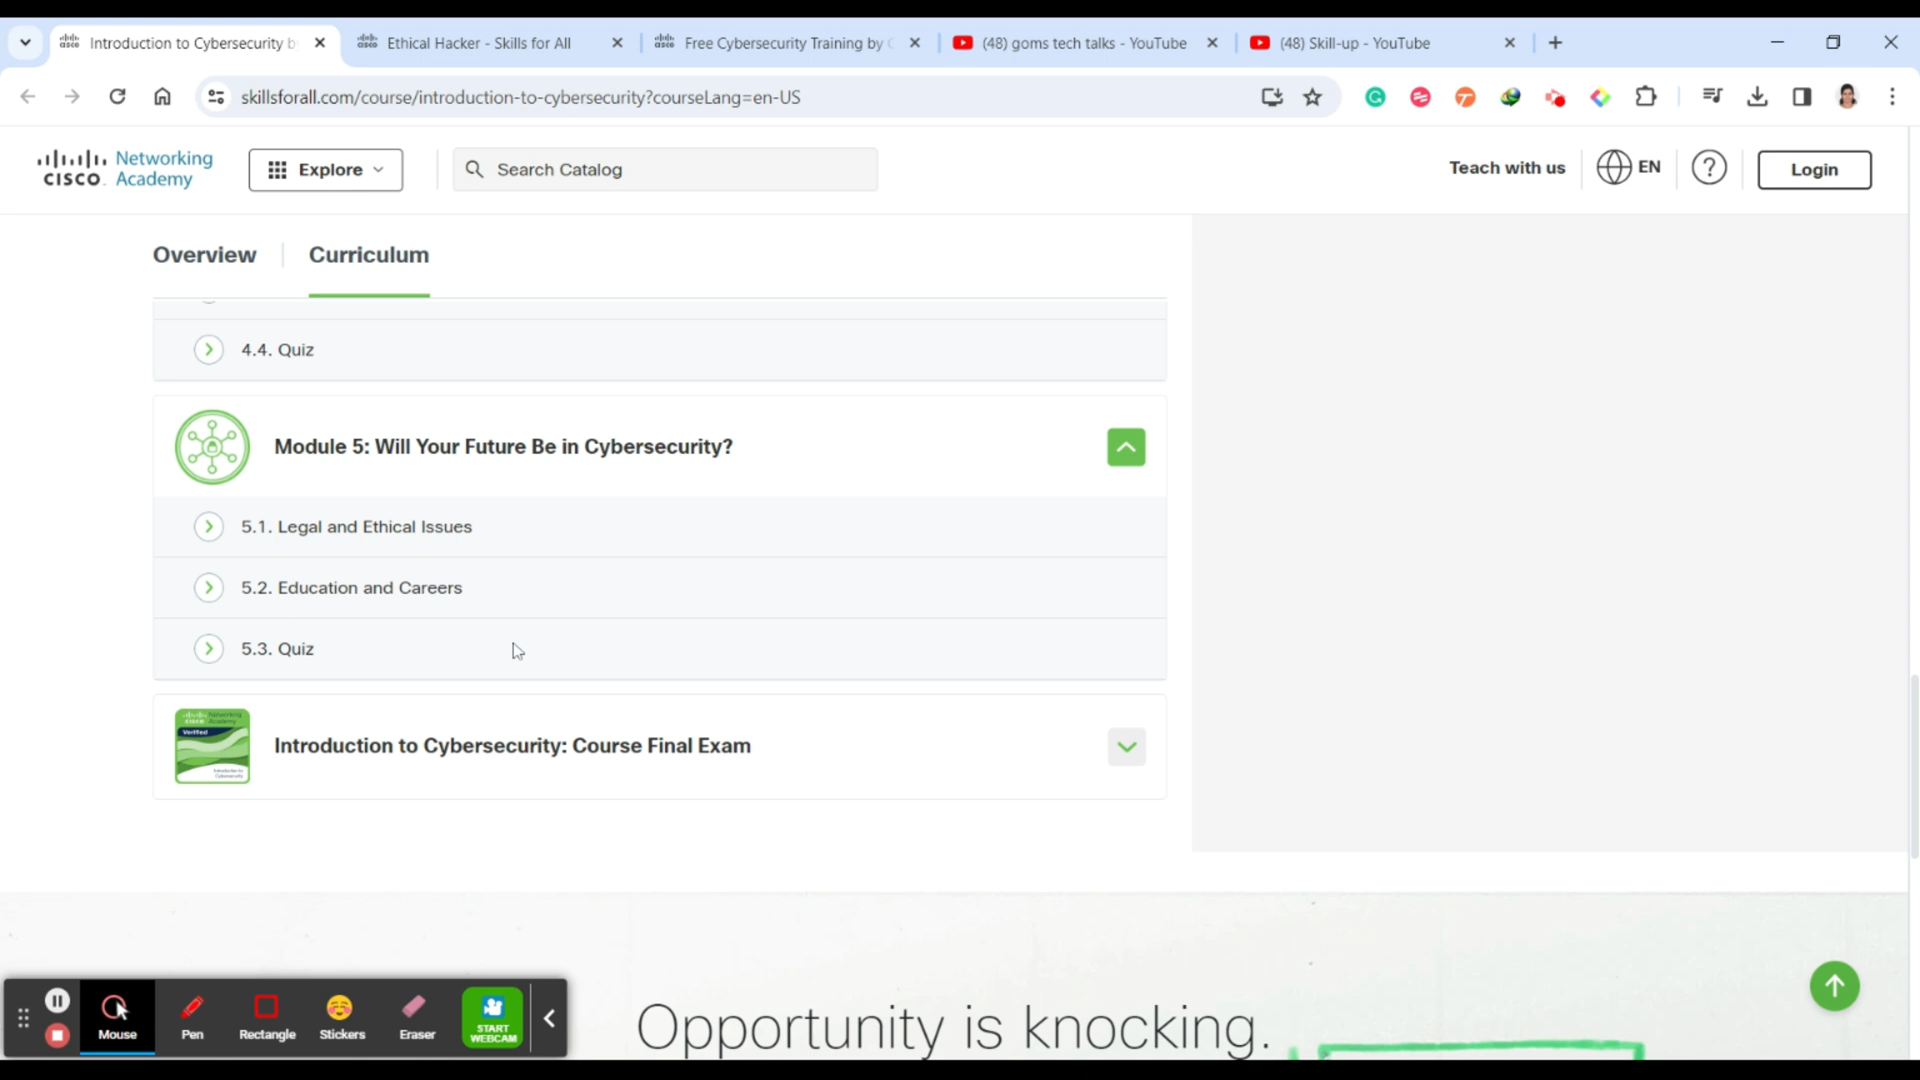 Introduction to Cybersecurity b
Ethical Hacker - Skills for All
Free Cybersecurity Training by C
(48) goms tech talks - YouTube
(48) Skill-up - YouTube
skillsforall.com/course/introduction-to-cybersecurity?courseLang=en-US
CISCO Networking Academy
Explore
Search Catalog
Teach with us
EN
Login
Overview
Curriculum
4.4. Quiz
Module 5: Will Your Future Be in Cybersecurity?
5.1. Legal and Ethical Issues
5.2. Education and Careers
5.3. Quiz
Verified
Introduction to Cybersecurity: Course Final Exam
Mouse
Pen
Rectangle
Stickers
Eraser
START
WEBCAM
Opportunity is knocking.